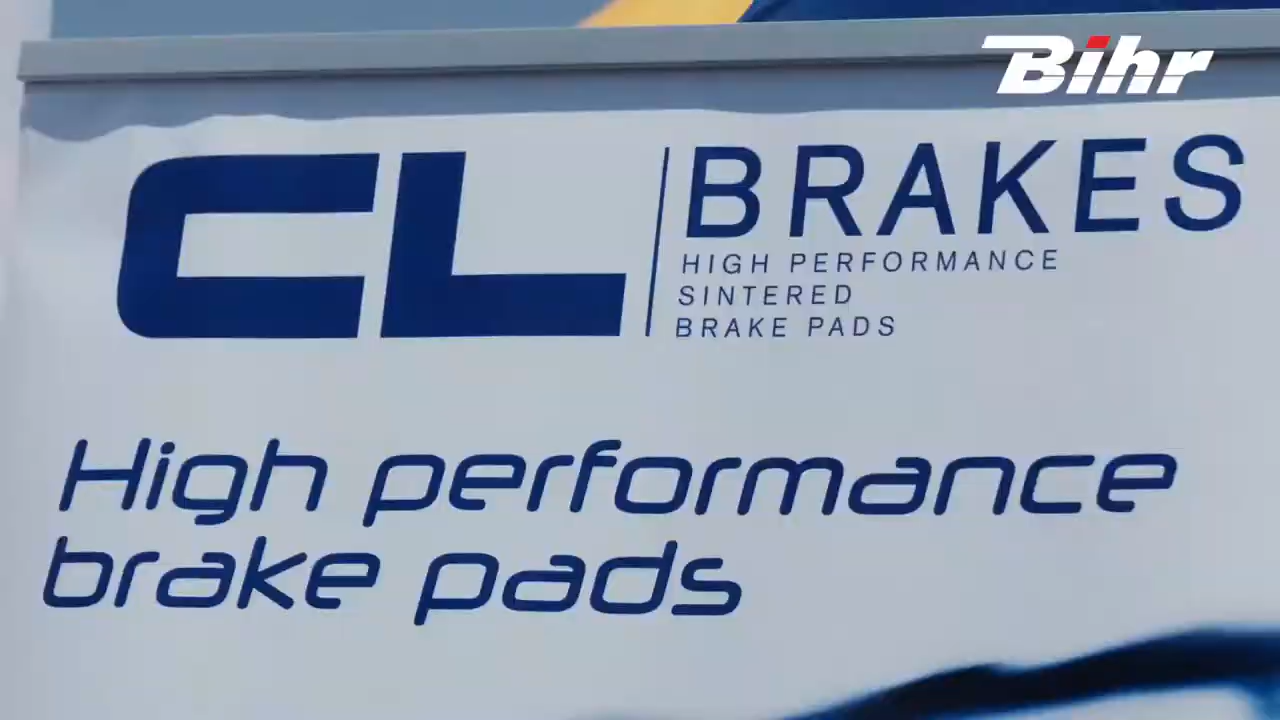 Bihr
CL
BRAKES
HIGH PERFORMANCE
SINTERED
BRAKE PADS
High performance
brake pads